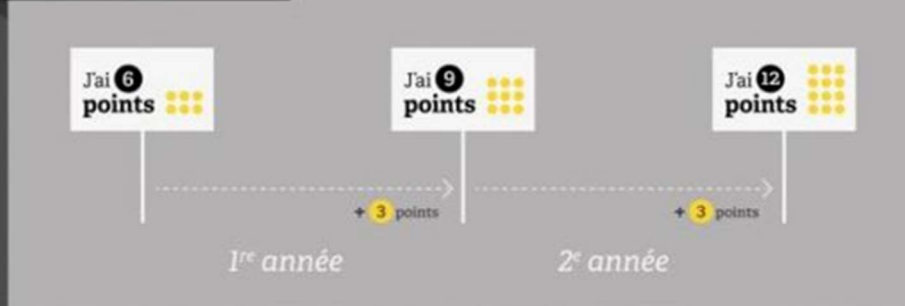 J'ai 6
points
J'ai 9
points
J'ai 12
points
+ 3 points
+ 3 points
1re année
2e année